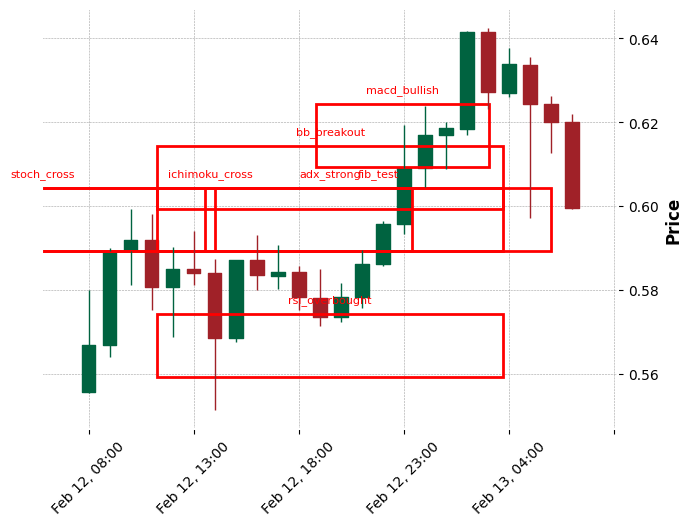 0.64
macd_bullish
0.62
bb_breakout
stoch_cross
ichimoku_cross
adx_strong
fib_test
0.60
Price
0.58
rsi_overbought
0.56
Feb 12, 08:00
Feb 12, 13:00
Feb 12, 18:00
Feb 12, 23:00
Feb 13, 04:00